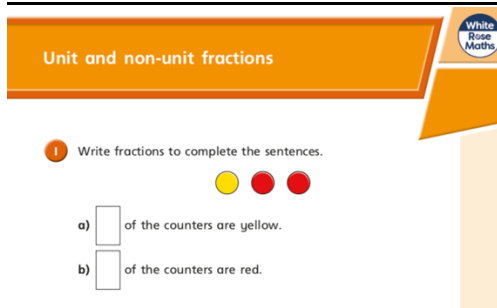 White
Rose
Maths
Unit and non-unit fractions
1 Write fractions to complete the sentences.
a) of the counters are yellow.
b) of the counters are red.